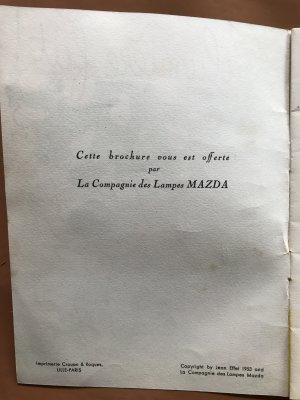 Cette brochure vous est offerte
par
La Compagnie des Lampes MAZDA
Imprimerie Crouan & Roques,
LILLE-PARIS
Copyright by Jean Effel 1953 and
La Compagnie des Lampes Mazda